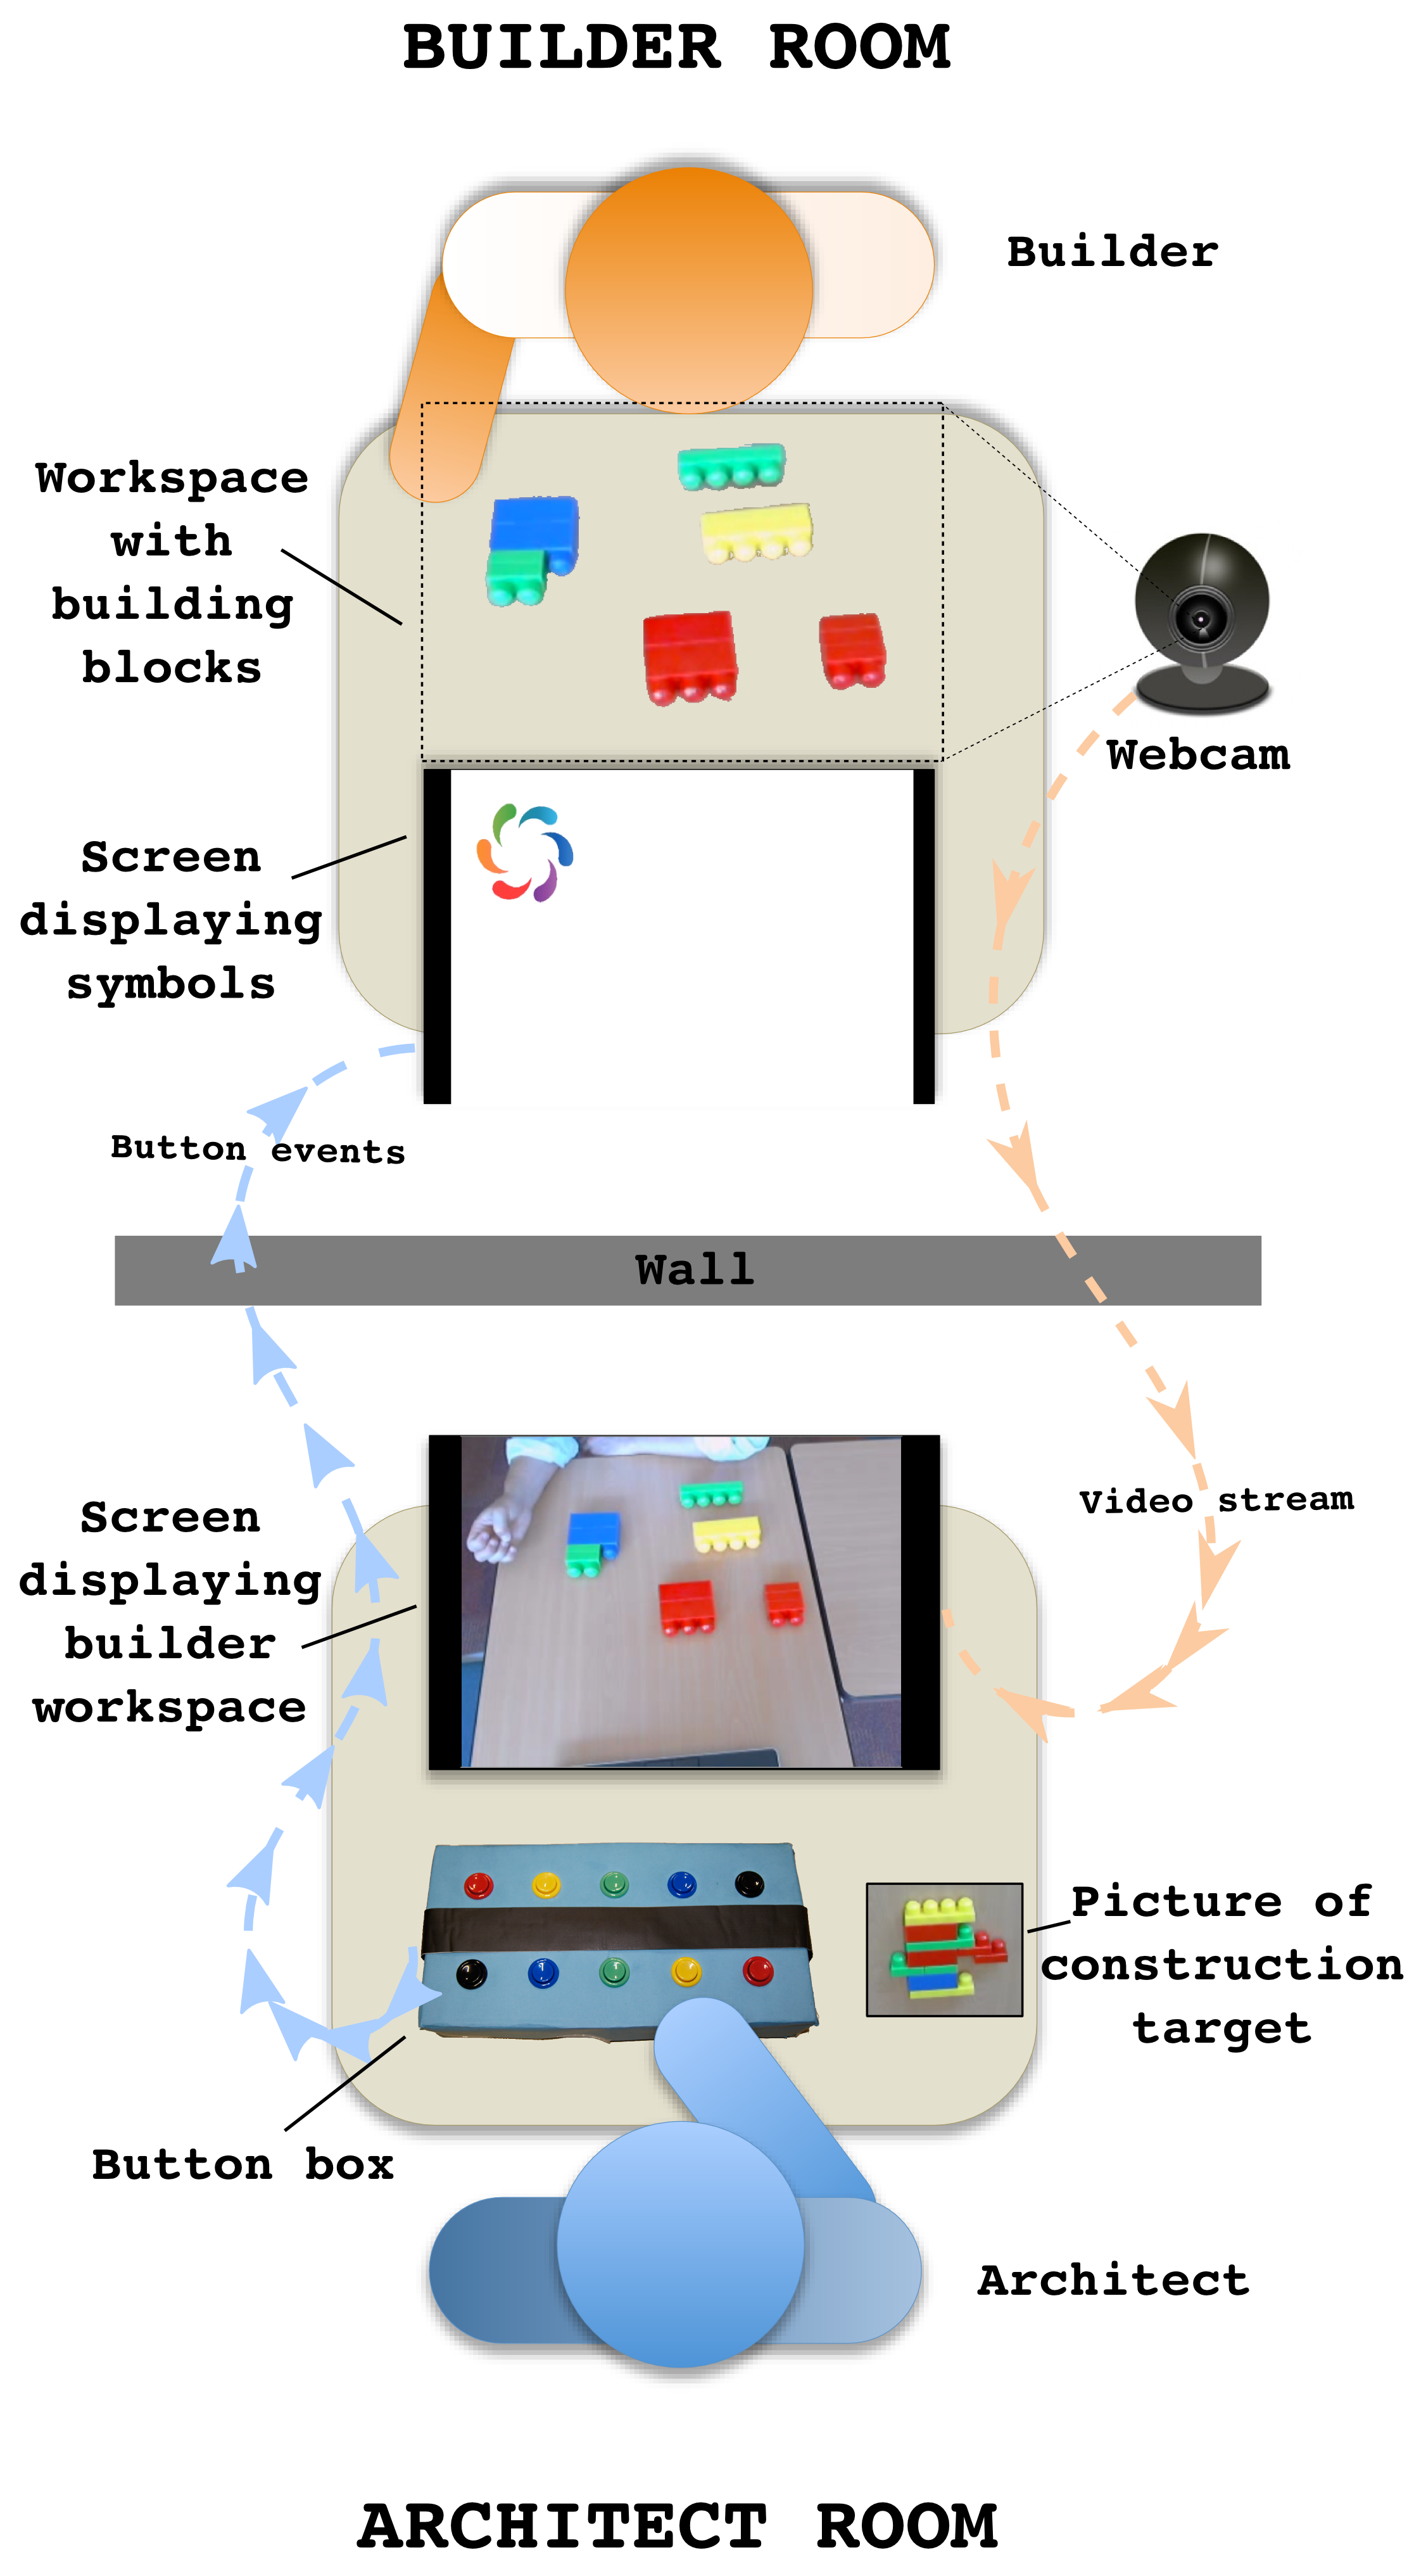 BUILDER ROOM
Builder
Workspace
with
building
blocks
Webcam
Screen
displaying
symbols
Button events
Wall
Screen
displaying
builder
workspace
Video stream
Picture of
construction
target
Button box
Architect
ARCHITECT ROOM